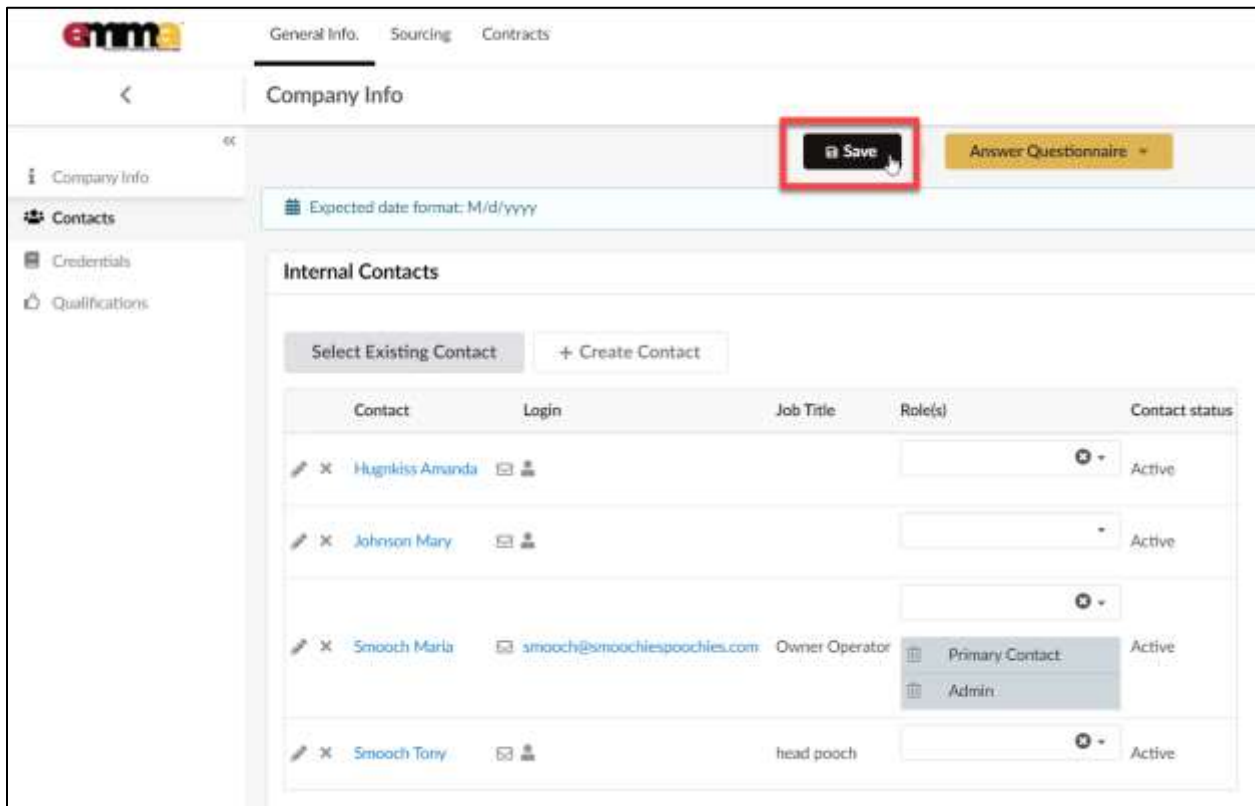 emma
General Info. Sourcing Contracts
Company Info
Save Answer Questionnaire
Company Info
Contacts
Credentials
Qualifications
Expected date format: M/d/yyyy
Internal Contacts
Select Existing Contact + Create Contact
Contact Login Job Title Role(s) Contact status
Hugnkiss Amanda Active
Johnson Mary Active
Smooch Maria smooch@smoochiespoochies.com Owner Operator Active
Primary Contact
Admin
Smooch Tony head pooch Active